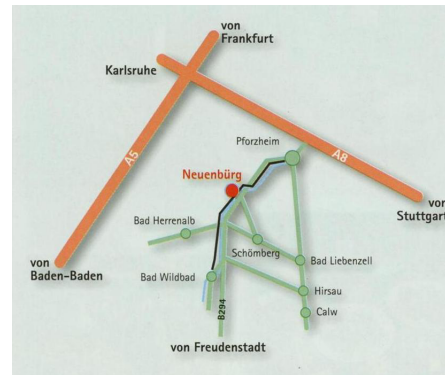 von
Frankfurt
Karlsruhe
A5
A8
Pforzheim
Neuenbürg
von
Stuttgart
Bad Herrenalb
Schömberg
Bad Liebenzell
von
Baden-Baden
Bad Wildbad
Hirsau
B294
Calw
von Freudenstadt